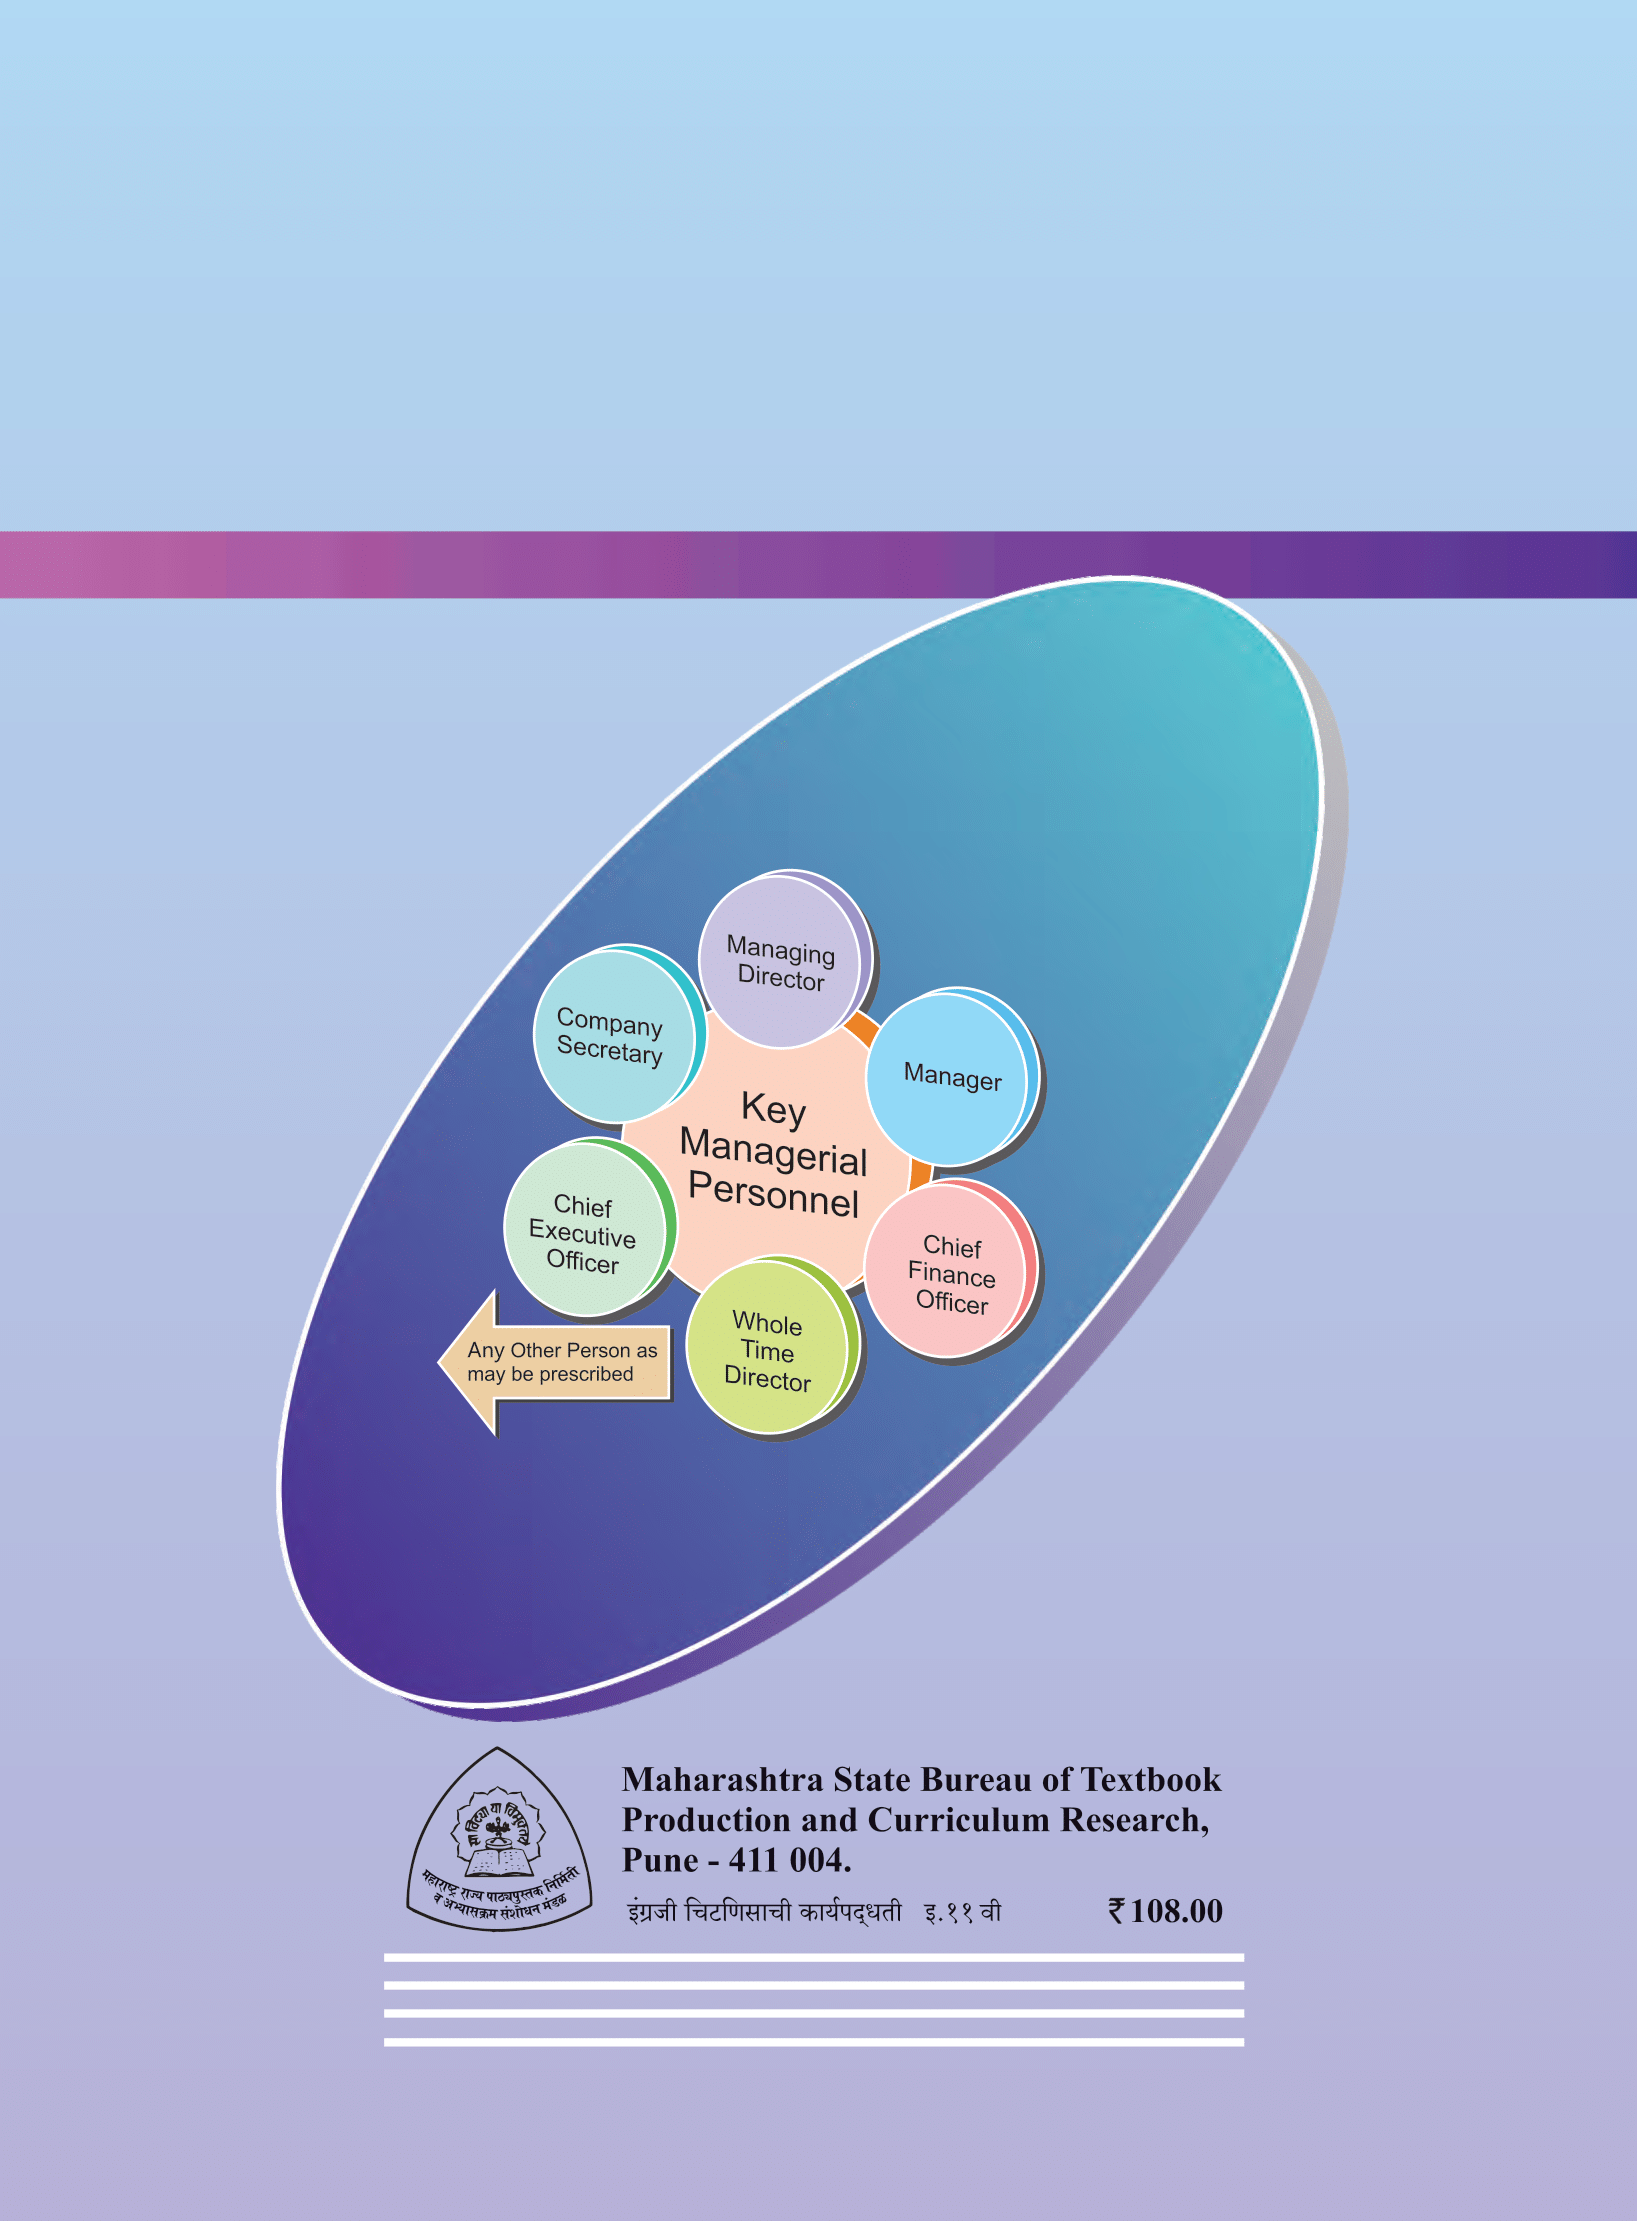 Managing
Director
Company
Secretary
Manager
Key
Managerial
Personnel
Chief
Executive
Officer
Chief
Finance
Officer
Whole
Time
Director
Any Other Person as
may be prescribed
Maharashtra State Bureau of Textbook
Production and Curriculum Research,
Pune - 411 004.
इंग्रजी चिटणिसाची कार्यपद्धती इ.११ वी ₹ 108.00
सा विद्या या विमुक्तये
महाराष्ट्र राज्य पाठ्यपुस्तक निर्मिती
व अभ्यासक्रम संशोधन मंडळ